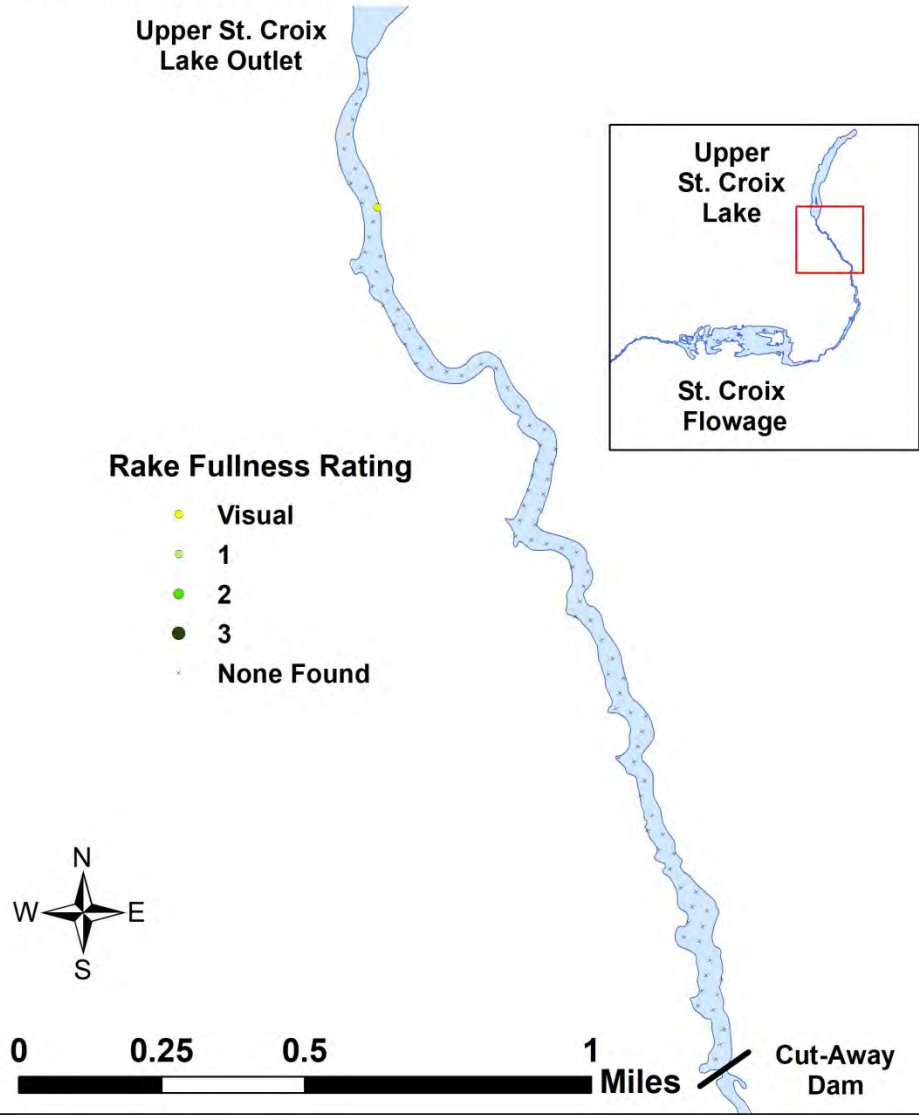 Upper St. Croix
Lake Outlet
Upper
St. Croix
Lake
St. Croix
Flowage
Rake Fullness Rating
Visual
1
2
3
None Found
N
W E
S
0 0.25 0.5 1 Miles
Cut-Away
Dam